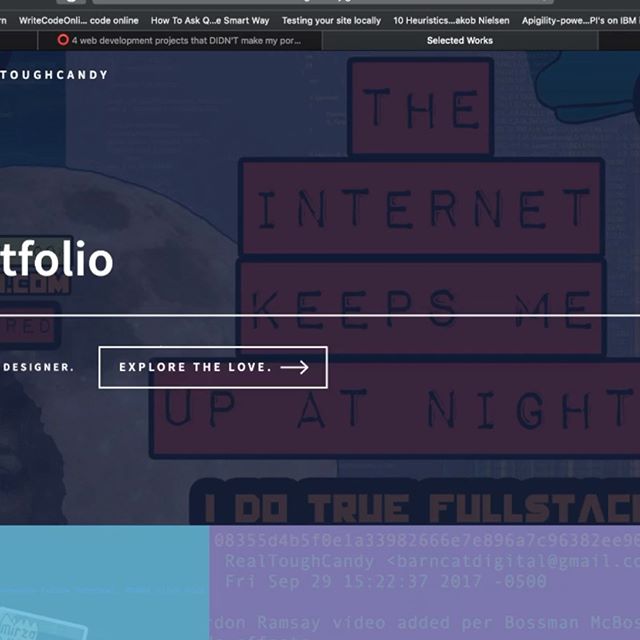 WriteCodeOnli... code online
How To Ask Q...e Smart Way
Testing your site locally
10 Heuristics...akob Nielsen
Apigility-powe...PI's on IBM
4 web development projects that DIDN'T make my por...
Selected Works
TOUGHCANDY
THE
INTERNET
tfolio
KEEPS ME
DESIGNER.
EXPLORE THE LOVE.
UP AT NIGHT
I DO TRUE FULLSTAC
08355d4b5f0e1a33982666e7e896a7c96382ee9
RealToughCandy <barncatdigital@gmail.co
Fri Sep 29 15:22:37 2017 -0500
don Ramsay video added per Bossman McBos